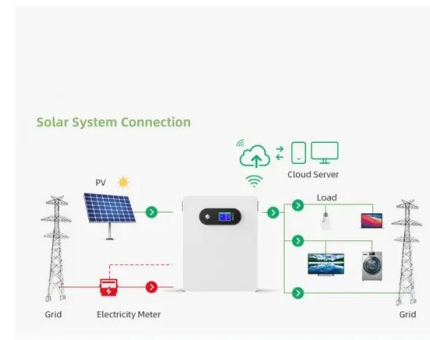 Solar System Connection
Cloud Server
PV
Load
Grid
Electricity Meter
Grid